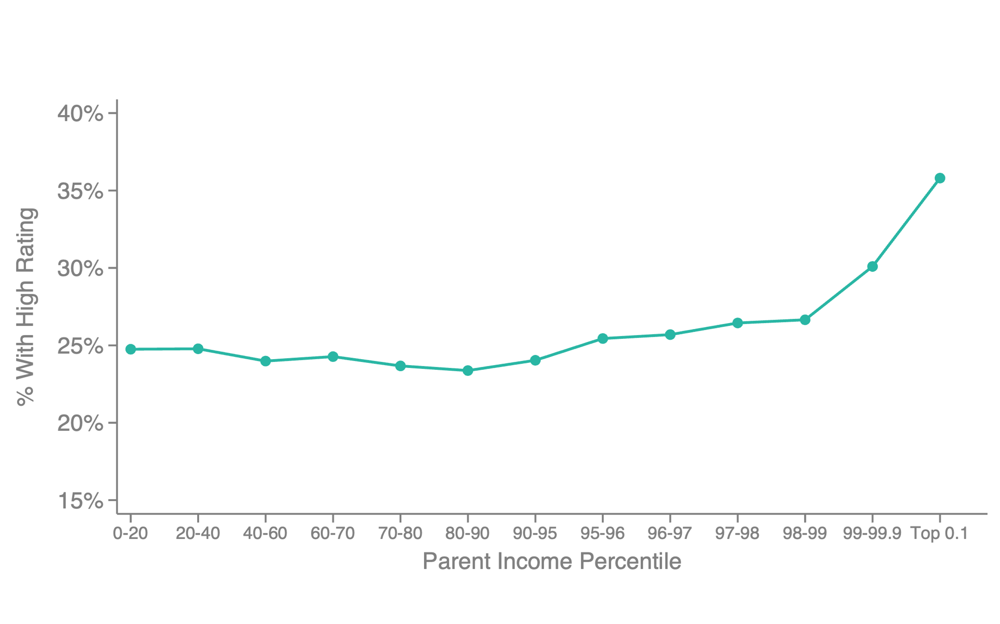 40%
35%
30%
25%
20%
15%
% With High Rating
0-20 20-40 40-60 60-70 70-80 80-90 90-95 95-96 96-97 97-98 98-99 99-99.9 Top 0.1
Parent Income Percentile